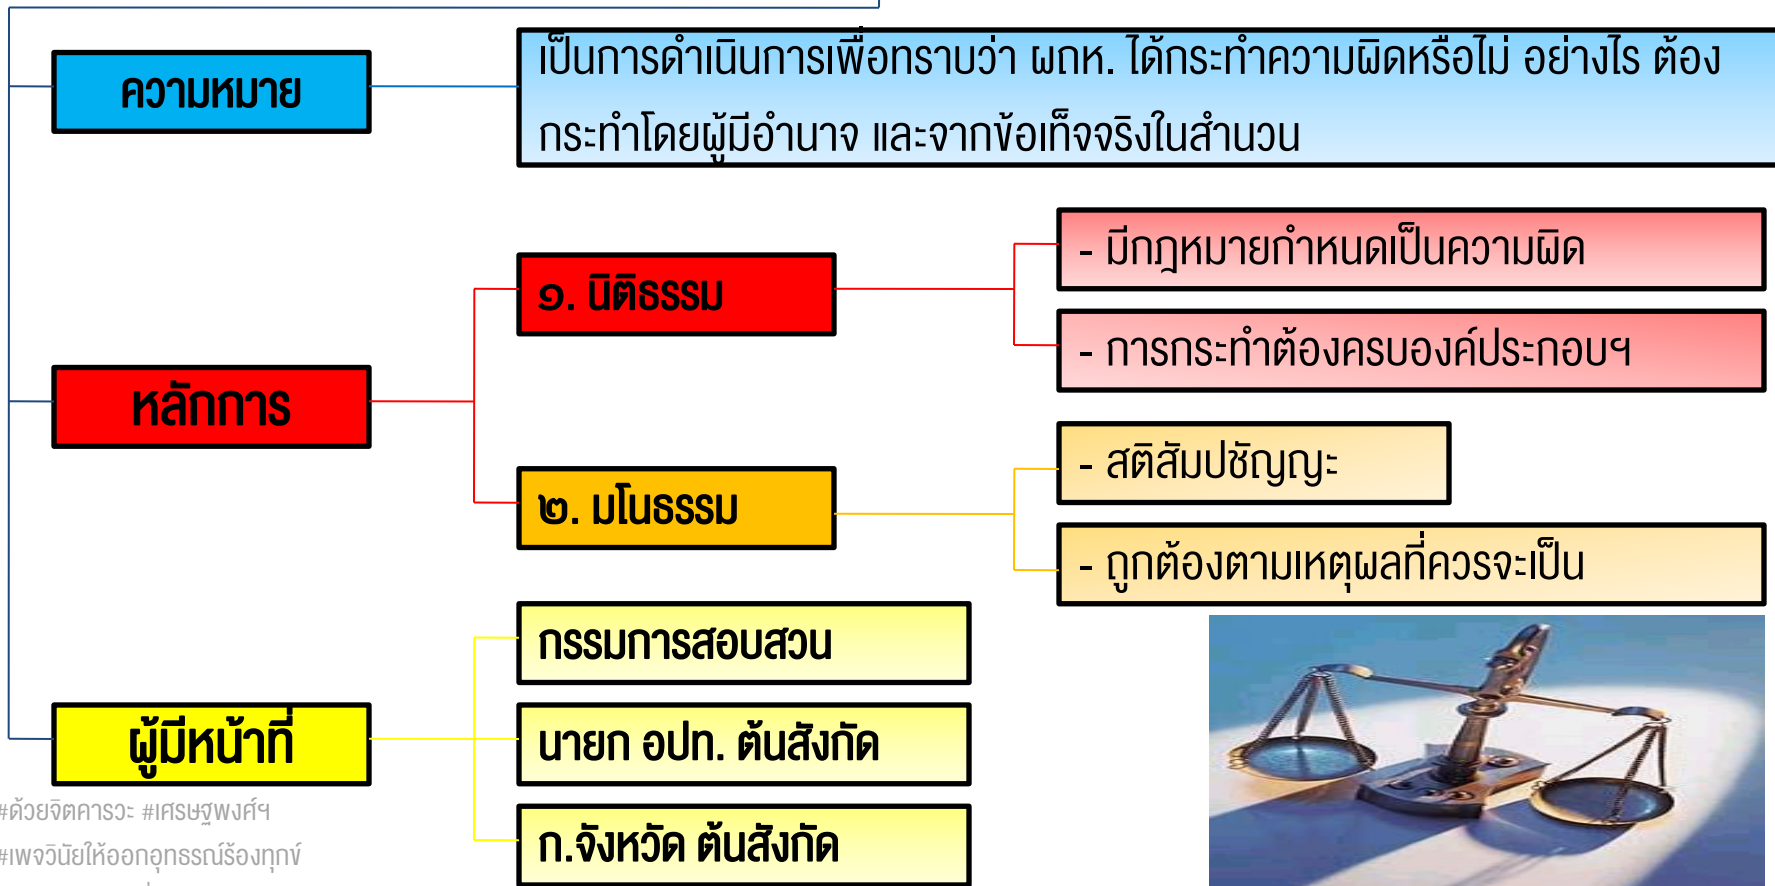 ความหมาย
เป็นการดำเนินการเพื่อทราบว่า ผถห. ได้กระทำความผิดหรือไม่ อย่างไร ต้อง
กระทำโดยผู้มีอำนาจ และจากข้อเท็จจริงในสำนวน
หลักการ
๑. นิติธรรม
- มีกฎหมายกำหนดเป็นความผิด
- การกระทำต้องครบองค์ประกอบฯ
๒. มโนธรรม
- สติสัมปชัญญะ
- ถูกต้องตามเหตุผลที่ควรจะเป็น
ผู้มีหน้าที่
กรรมการสอบสวน
นายก อปท. ต้นสังกัด
ก.จังหวัด ต้นสังกัด
#ด้วยจิตคารวะ #เศรษฐพงศ์ฯ
#เพจวินัยให้ออกอุทธรณ์ร้องทุกข์